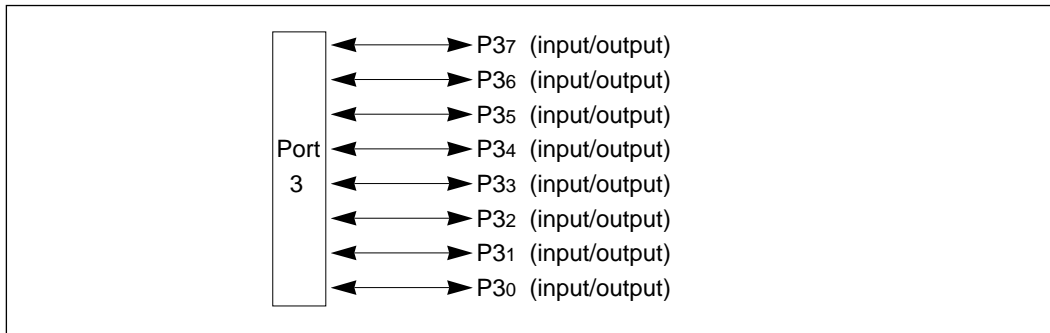 P37 (input/output)
P36 (input/output)
P35 (input/output)
Port
3
P34 (input/output)
P33 (input/output)
P32 (input/output)
P31 (input/output)
P30 (input/output)